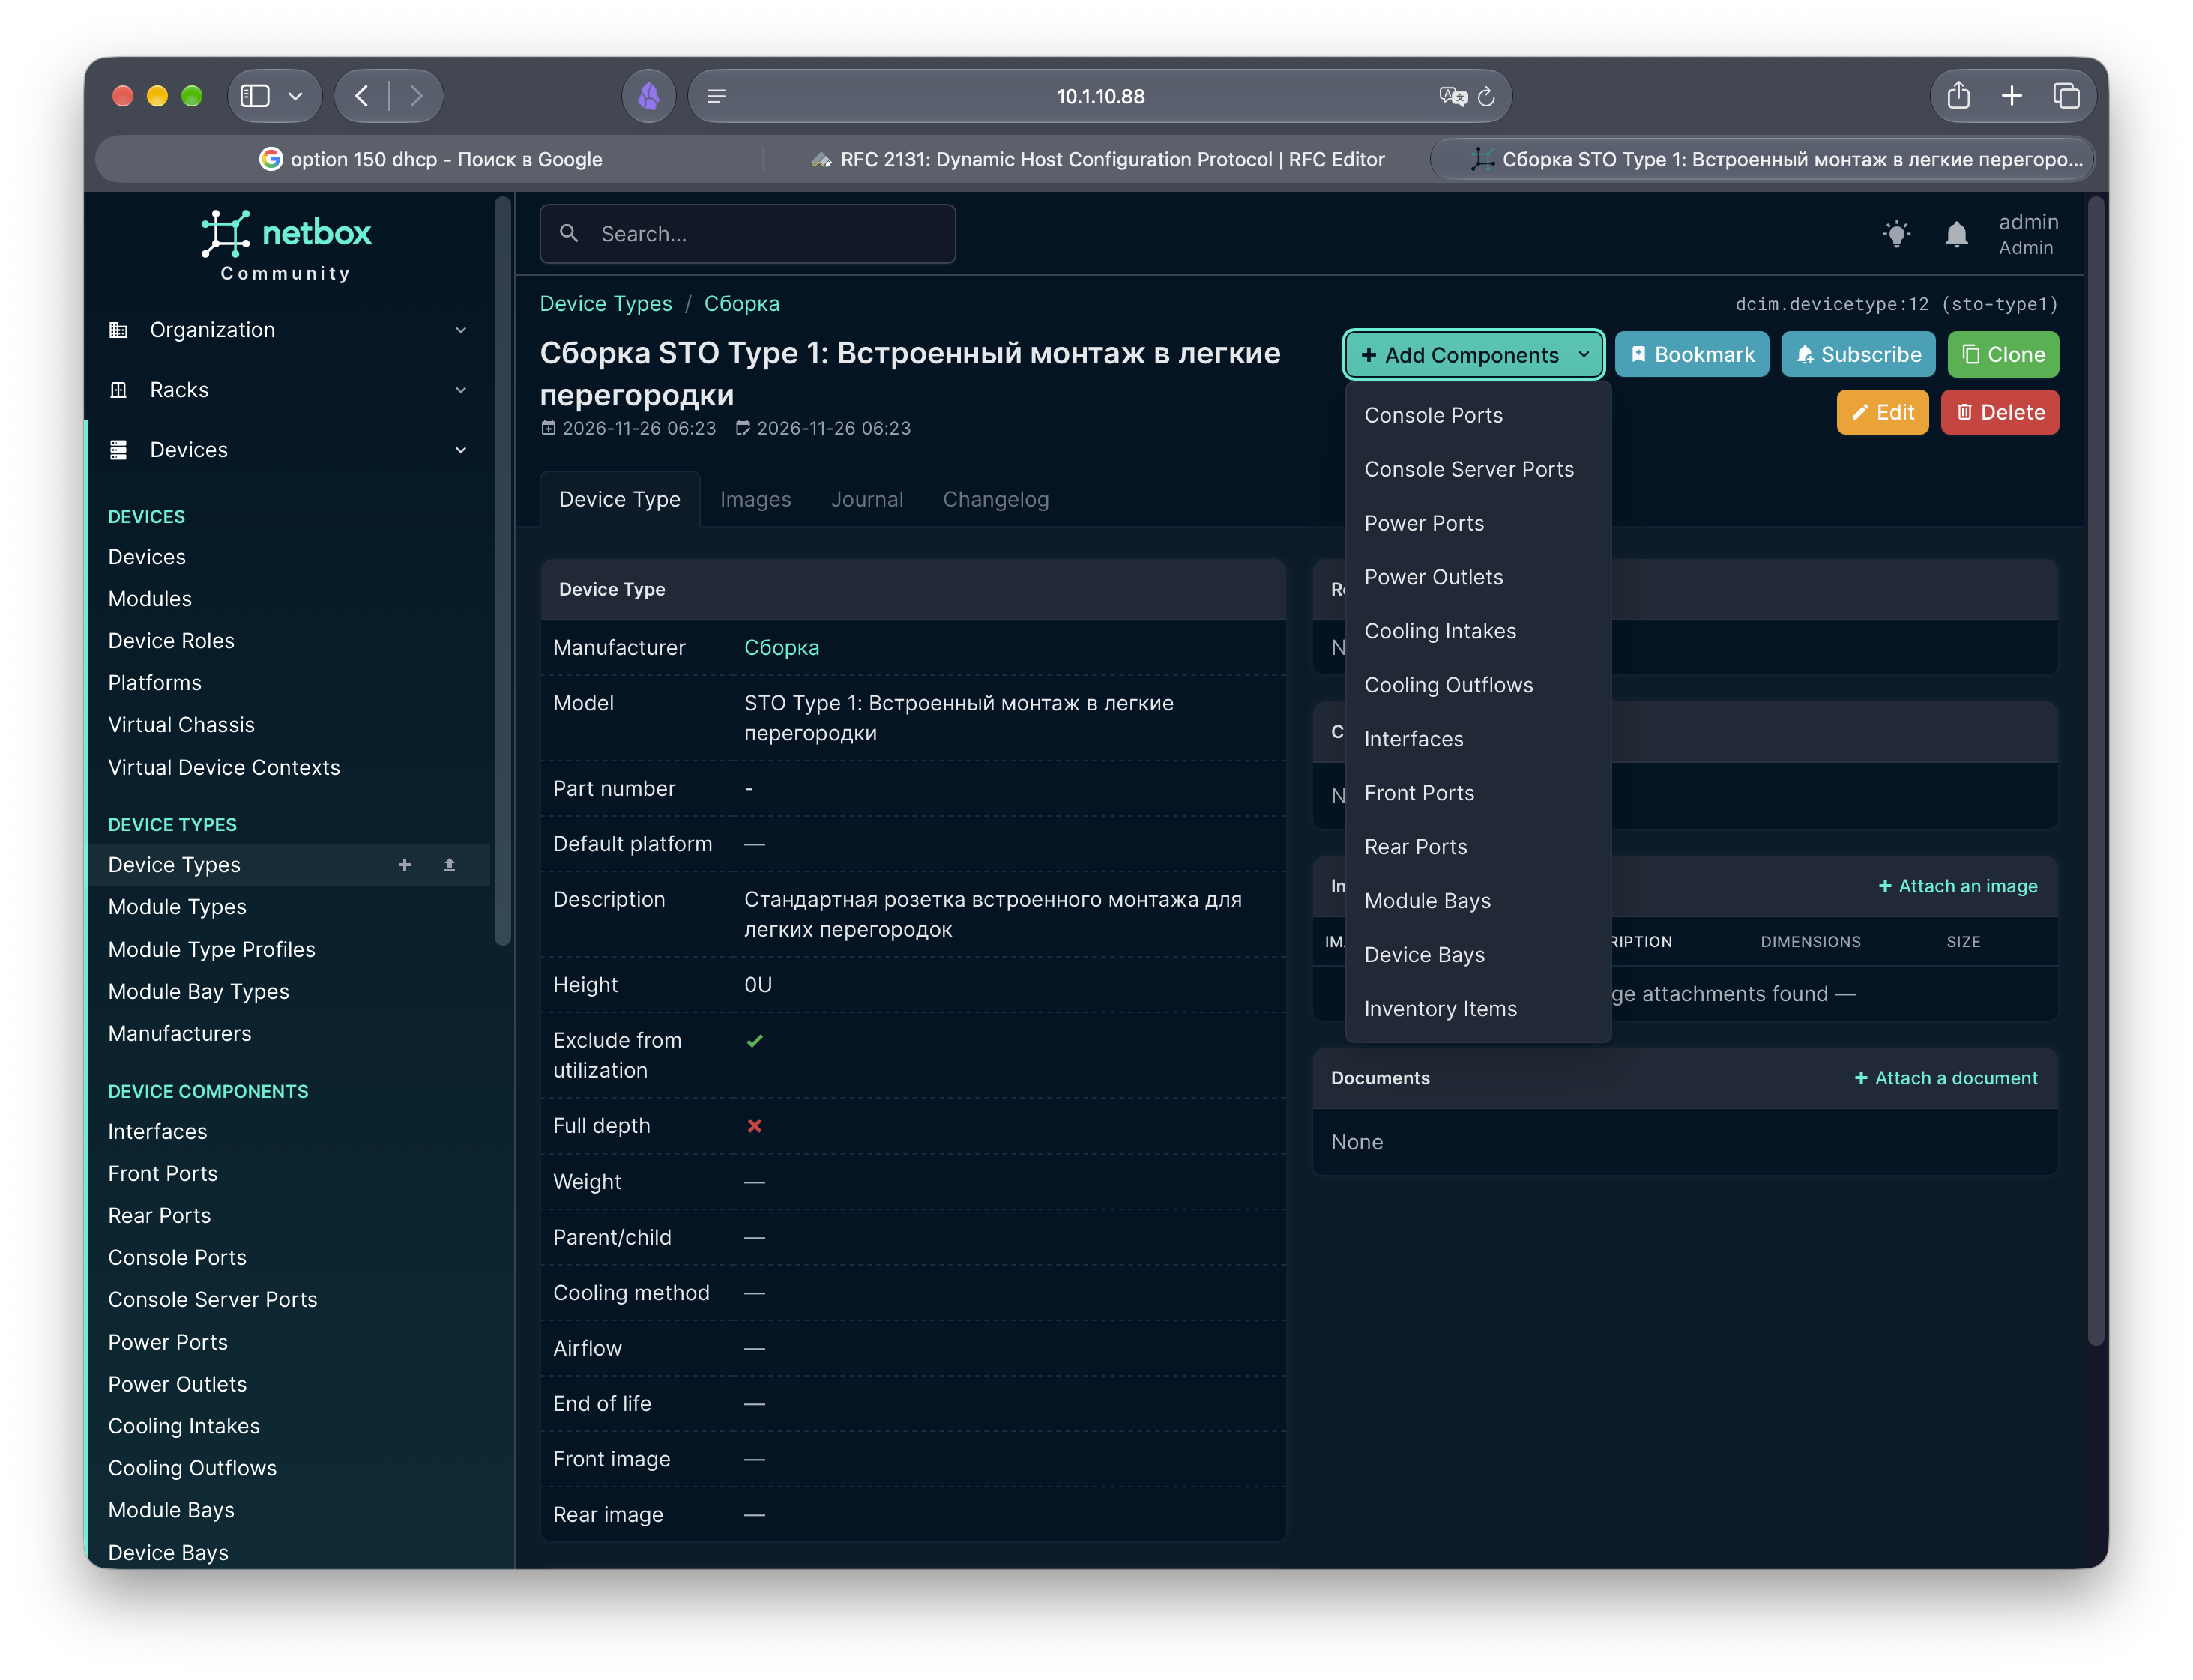 10.1.10.88
option 150 dhcp - Поиск в Google
RFC 2131: Dynamic Host Configuration Protocol | RFC Editor
Сборка STO Type 1: Встроенный монтаж в легкие перегоро...
netbox
Community
Search...
admin
Admin
Organization
Racks
Devices
DEVICES
Devices
Modules
Device Roles
Platforms
Virtual Chassis
Virtual Device Contexts
DEVICE TYPES
Device Types
Module Types
Module Type Profiles
Module Bay Types
Manufacturers
DEVICE COMPONENTS
Interfaces
Front Ports
Rear Ports
Console Ports
Console Server Ports
Power Ports
Power Outlets
Cooling Intakes
Cooling Outflows
Module Bays
Device Bays
Device Types / Сборка
dcim.devicetype:12 (sto-type1)
Сборка STO Type 1: Встроенный монтаж в легкие
перегородки
2026-11-26 06:23 2026-11-26 06:23
+ Add Components
Bookmark
Subscribe
Clone
Edit
Delete
Console Ports
Console Server Ports
Power Ports
Power Outlets
Cooling Intakes
Cooling Outflows
Interfaces
Front Ports
Rear Ports
Module Bays
Device Bays
Inventory Items
Device Type
Images
Journal
Changelog
Device Type
Manufacturer Сборка
Model STO Type 1: Встроенный монтаж в легкие
перегородки
Part number -
Default platform —
Description Стандартная розетка встроенного монтажа для
легких перегородок
Height 0U
Exclude from
utilization
Full depth
Weight —
Parent/child —
Cooling method —
Airflow —
End of life —
Front image —
Rear image —
+ Attach an image
RIPTION DIMENSIONS SIZE
ge attachments found —
Documents
+ Attach a document
None